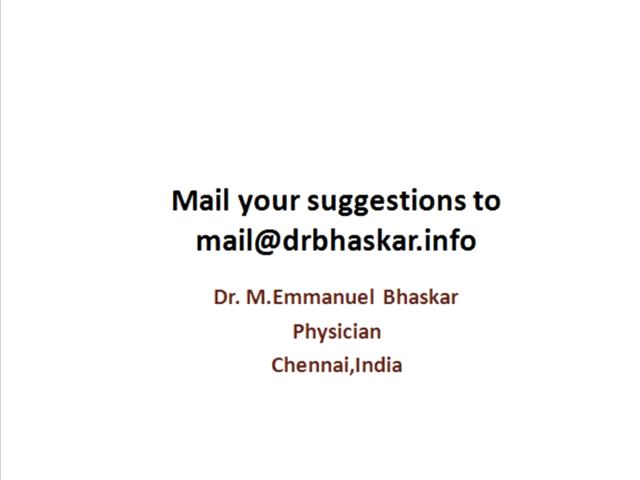 Mail your suggestions to
mail@drbhaskar.info
Dr. M.Emmanuel Bhaskar
Physician
Chennai,India